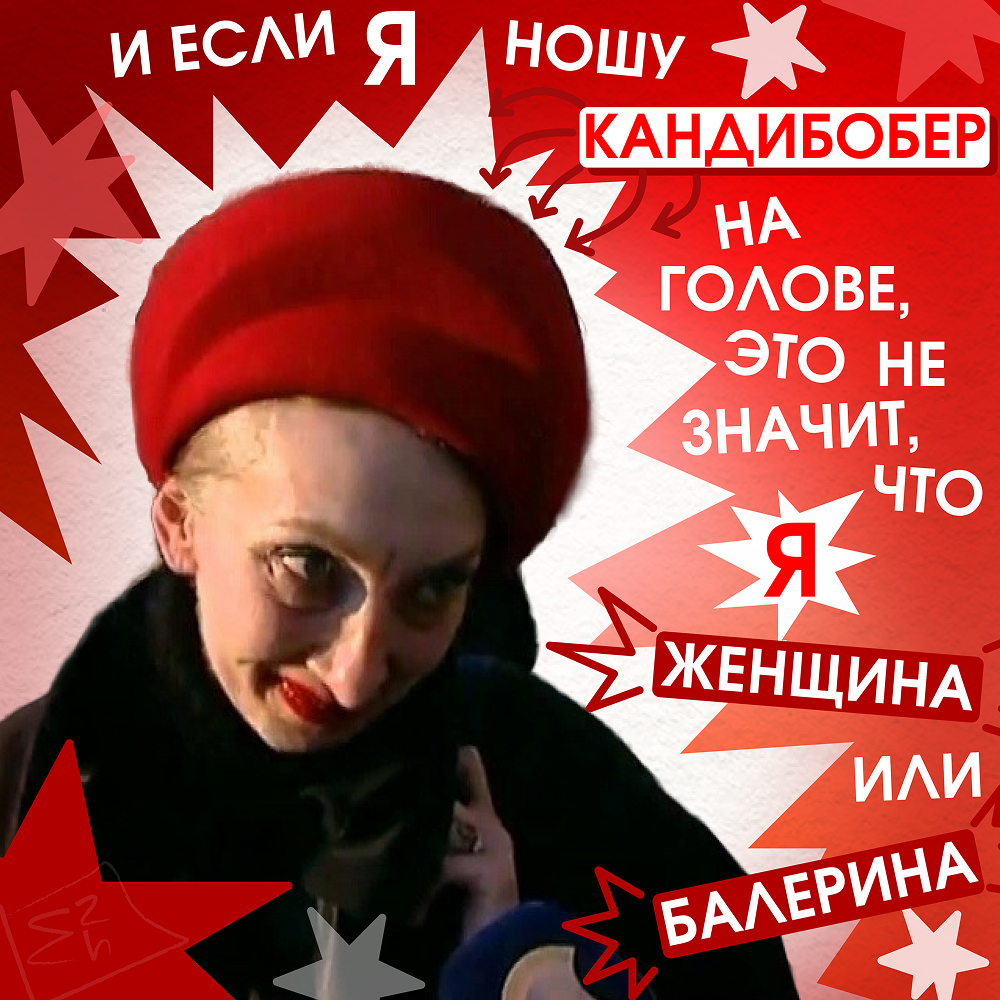 И ЕСЛИ Я НОШУ
КАНДИБОБЕР
НА
ГОЛОВЕ,
ЭТО НЕ
ЗНАЧИТ,
ЧТО
Я
ЖЕНЩИНА
ИЛИ
БАЛЕРИНА